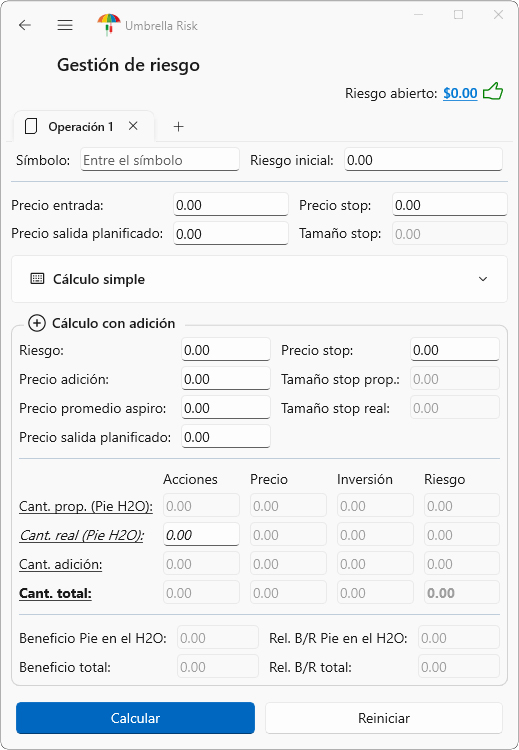 Umbrella Risk
Gestión de riesgo
Riesgo abierto: $0.00
Operación 1
Símbolo: Entre el símbolo Riesgo inicial: 0.00
Precio entrada: 0.00 Precio stop: 0.00
Precio salida planificado: 0.00 Tamaño stop: 0.00
Cálculo simple
Cálculo con adición
Riesgo: 0.00 Precio stop: 0.00
Precio adición: 0.00 Tamaño stop prop.: 0.00
Precio promedio aspiro: 0.00 Tamaño stop real: 0.00
Precio salida planificado: 0.00
Acciones Precio Inversión Riesgo
Cant. prop. (Pie H2O): 0.00 0.00 0.00 0.00
Cant. real (Pie H2O): 0.00 0.00 0.00 0.00
Cant. adición: 0.00 0.00 0.00 0.00
Cant. total: 0.00 0.00 0.00 0.00
Beneficio Pie en el H2O: 0.00 Rel. B/R Pie en el H2O: 0.00
Beneficio total: 0.00 Rel. B/R total: 0.00
Calcular Reiniciar